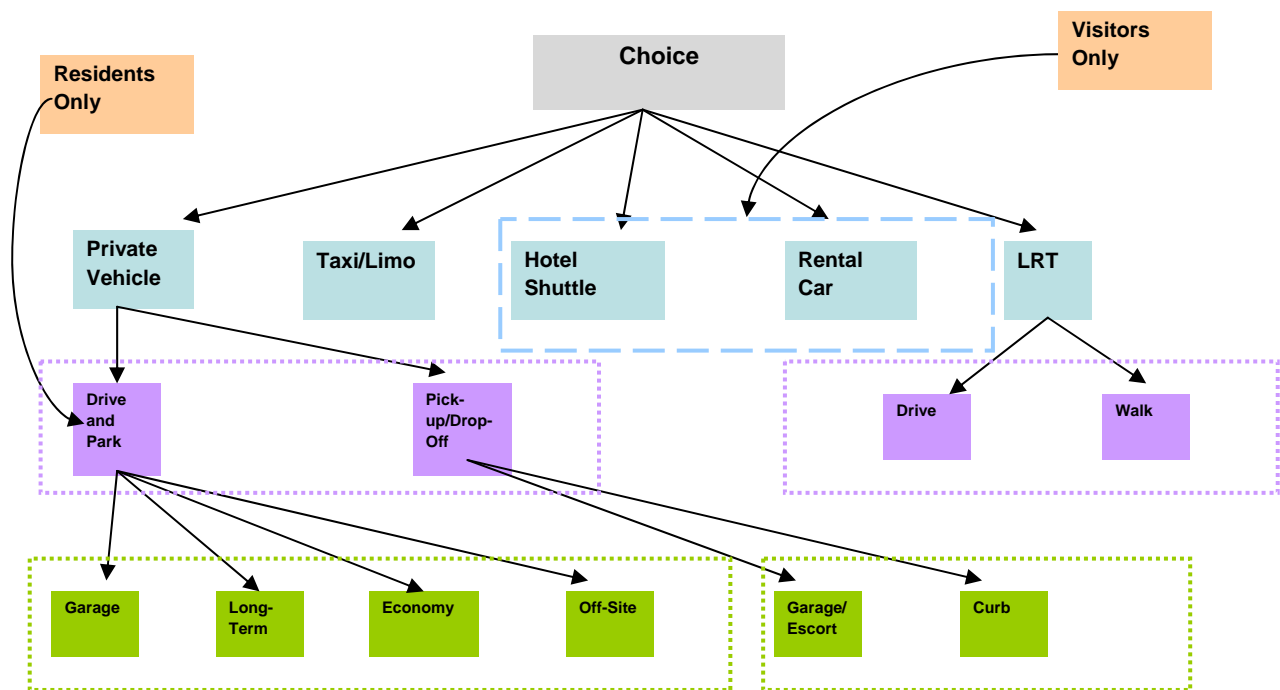 Visitors
Only
Choice
Residents
Only
Private
Vehicle
Taxi/Limo
Hotel
Shuttle
Rental
Car
LRT
Drive
and
Park
Pick-
up/Drop-
Off
Drive
Walk
Garage
Long-
Term
Economy
Off-Site
Garage/
Escort
Curb